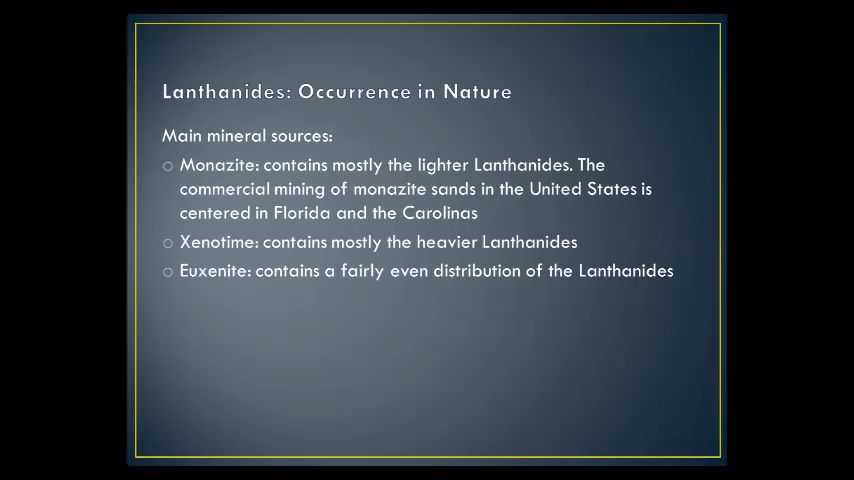 Lanthanides: Occurrence in Nature
Main mineral sources:
○ Monazite: contains mostly the lighter Lanthanides. The
commercial mining of monazite sands in the United States is
centered in Florida and the Carolinas
○ Xenotime: contains mostly the heavier Lanthanides
○ Euxenite: contains a fairly even distribution of the Lanthanides